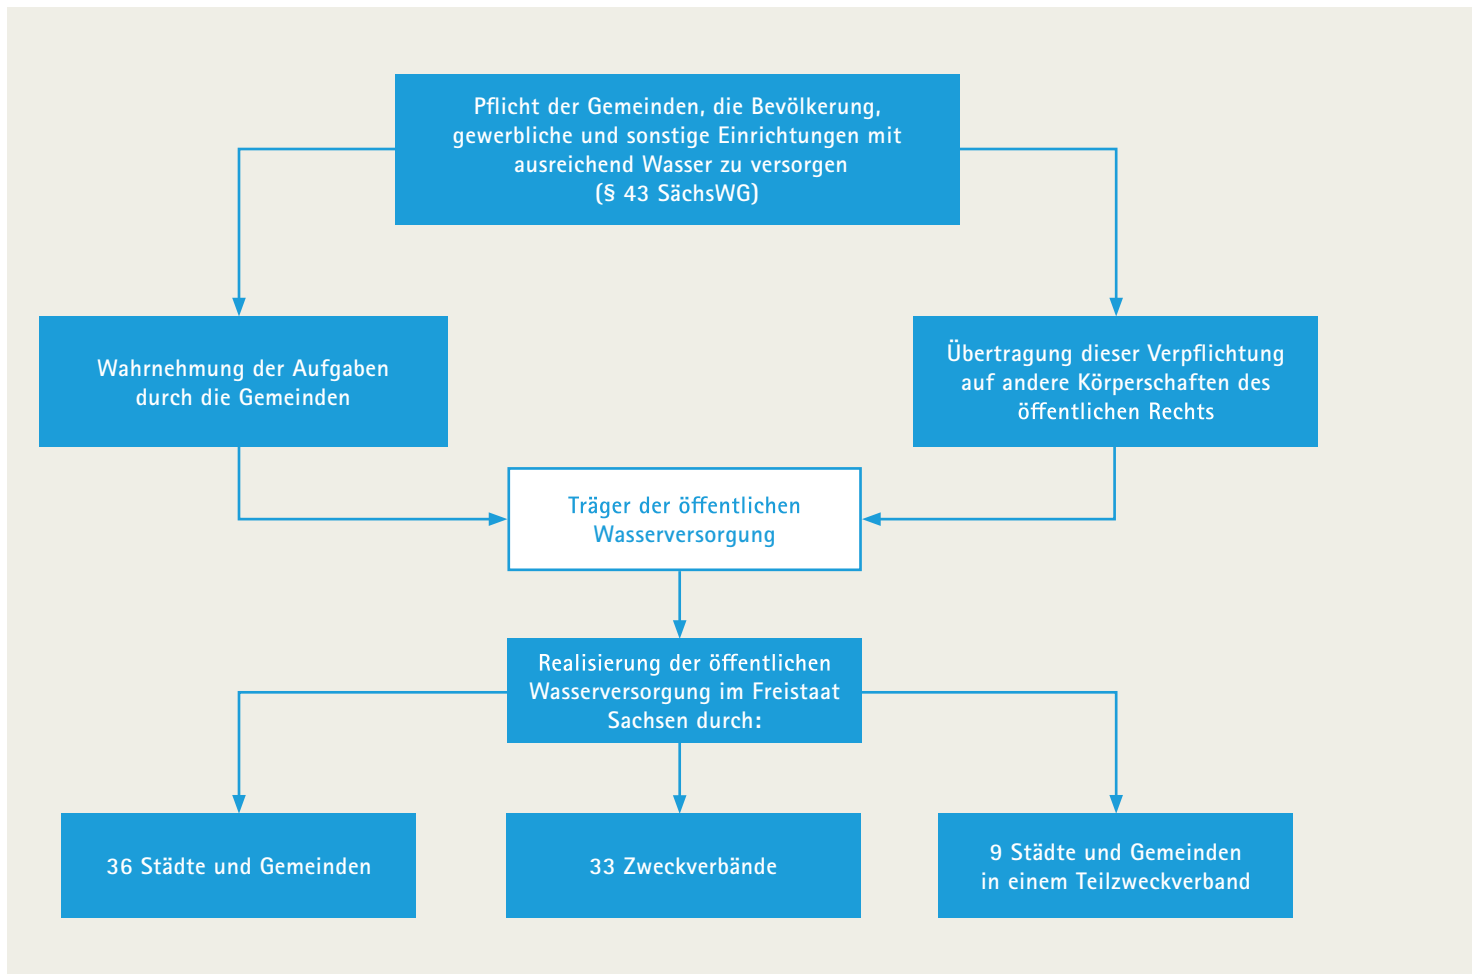 Pflicht der Gemeinden, die Bevölkerung,
gewerbliche und sonstige Einrichtungen mit
ausreichend Wasser zu versorgen
(§ 43 SächsWG)
Wahrnehmung der Aufgaben
durch die Gemeinden
Übertragung dieser Verpflichtung
auf andere Körperschaften des
öffentlichen Rechts
Träger der öffentlichen
Wasserversorgung
Realisierung der öffentlichen
Wasserversorgung im Freistaat
Sachsen durch:
36 Städte und Gemeinden
33 Zweckverbände
9 Städte und Gemeinden
in einem Teilzweckverband